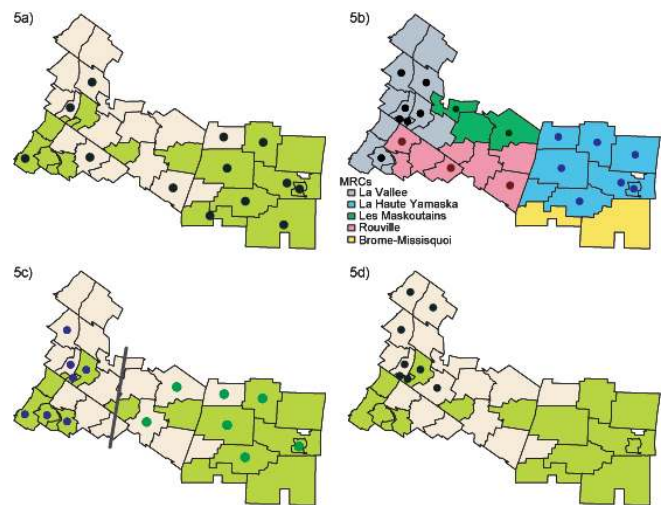 5a)
5b)
MRCs
La Vallee
La Haute Yamaska
Les Maskoutains
Rouville
Brome-Missisquoi
5c)
5d)